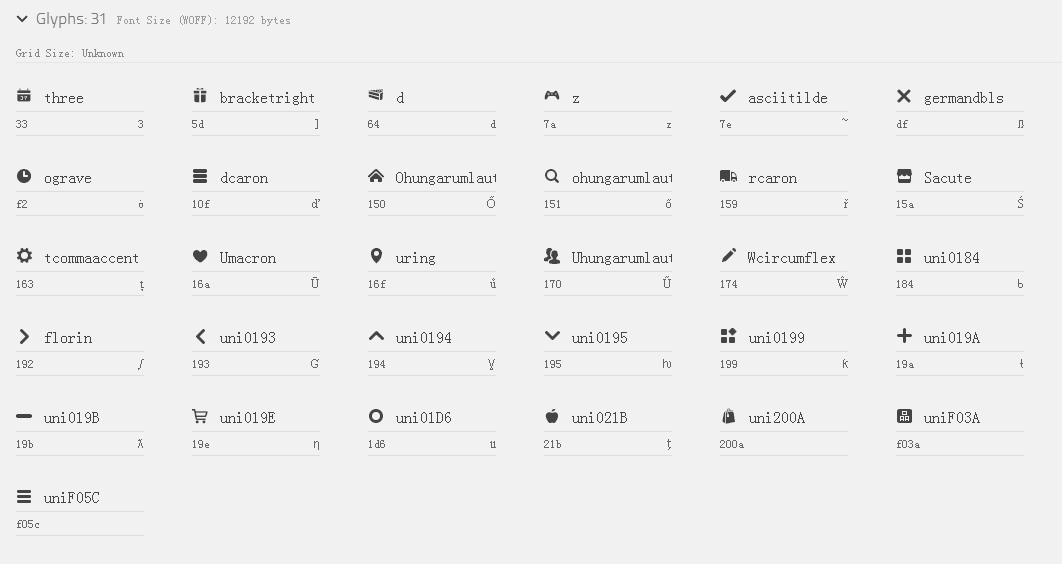 Glyphs: 31 Font Size (WOFF): 12192 bytes
Grid Size: Unknown
three bracketright d z asciitilde germandbls
33 3 5d ] 64 d 7a z 7e ~ df ß
ograve dcaron Ohungarumlaut ohungarumlaut rcaron Sacute
f2 ò 10f ď 150 Ő 151 ő 159 ř 15a Ś
tcommaaccent Umacron uring Uhungarumlaut Wcircumflex uni0184
163 ţ 16a Ū 16f ů 170 Ű 174 Ŵ 184 Ƅ
florin uni0193 uni0194 uni0195 uni0199 uni019A
192 ƒ 193 Ɠ 194 Ɣ 195 ƕ 199 ƙ 19a ƚ
uni019B uni019E uni01D6 uni021B uni200A uniF03A
19b ƛ 19e ƞ 1d6 ǖ 21b ț 200a f03a
uniF05C
f05c